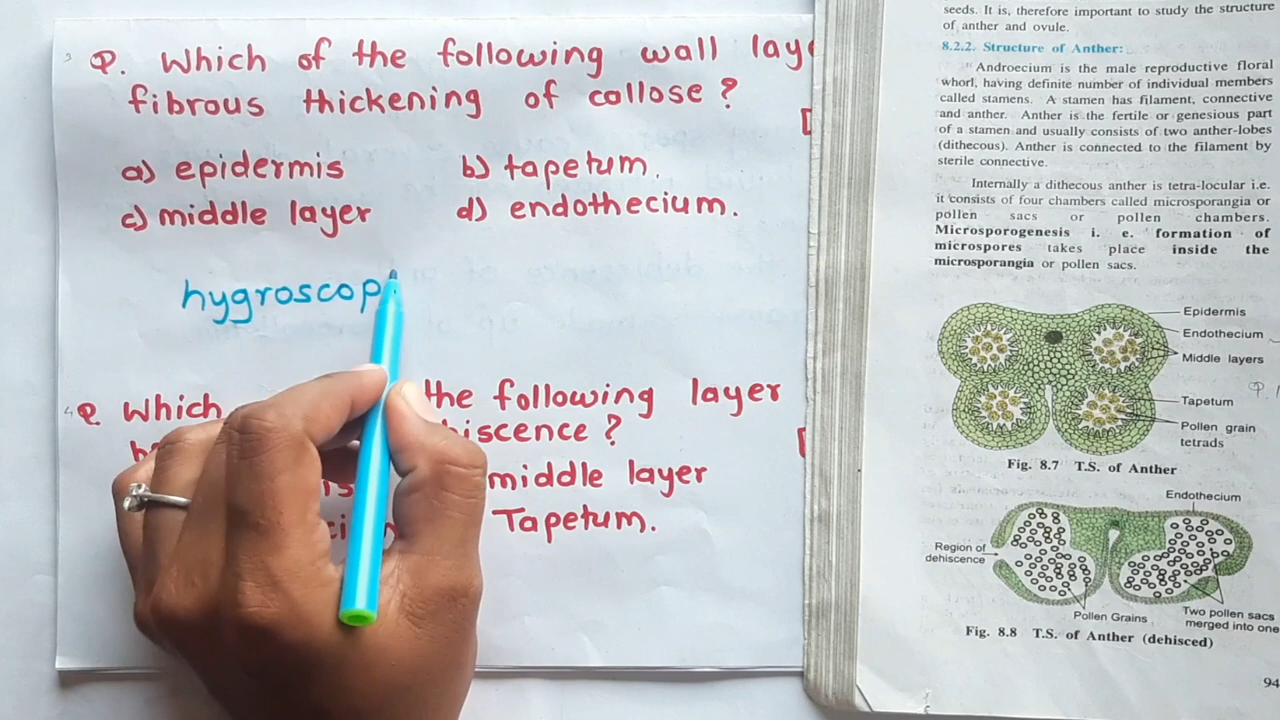 Q. Which of the following wall
fibrous thickening of callose?
a) epidermis b) tapetum.
c) middle layer d) endothecium.
hygroscop
Q Which the following layer
middle layer
Tapetum.
seeds. It is, therefore important to study the structure
of anther and ovule.
8.2.2. Structure of Anther:
Androecium is the male reproductive floral
whorl, having definite number of individual members
called stamens. A stamen has filament, connective
and anther. Anther is the fertile or genesious part
of a stamen and usually consists of two anther-lobes
(dithecous). Anther is connected to the filament by
sterile connective.
Internally a dithecous anther is tetra-locular i.e.
it consists of four chambers called microsporangia or
pollen sacs or pollen chambers.
Microsporogenesis i. e. formation of
microspores takes place inside the
microsporangia or pollen sacs.
Epidermis
Endothecium
Middle layers
Tapetum
Pollen grain
tetrads
Fig. 8.7 T.S. of Anther
Endothecium
Region of
dehiscence
Pollen Grains
Two pollen sacs
merged into one
Fig. 8.8 T.S. of Anther (dehisced)
94